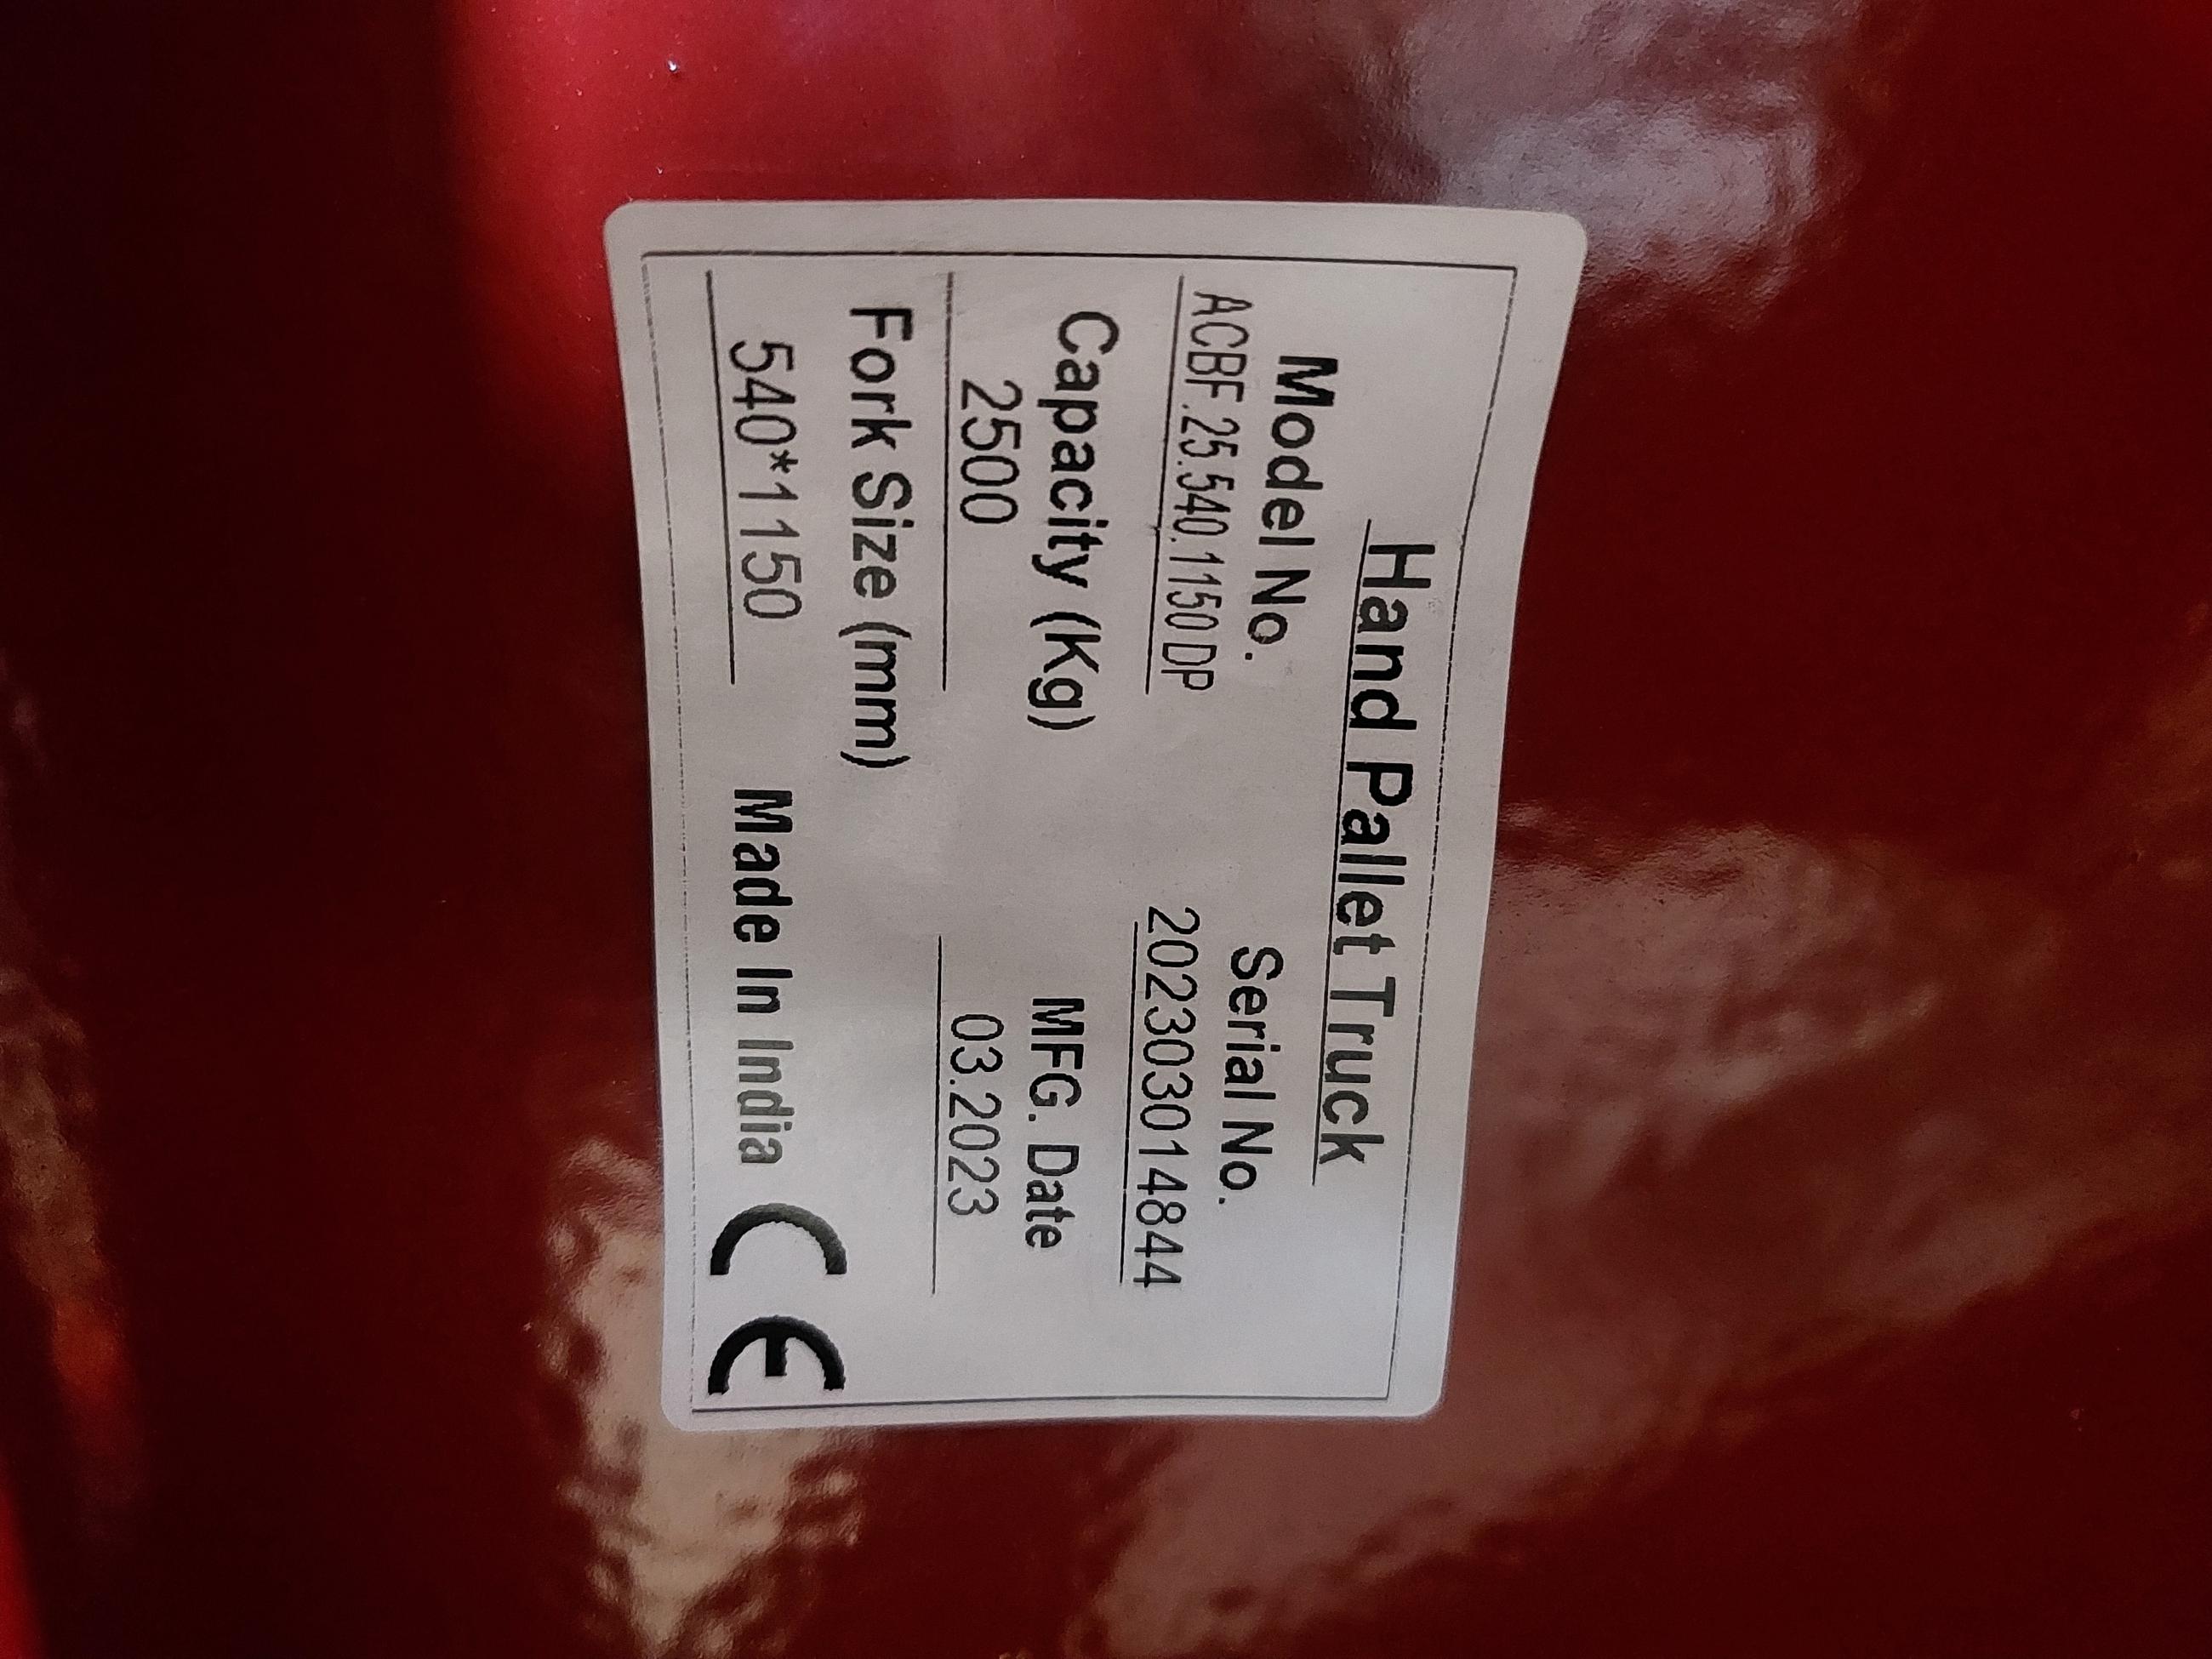 Hand Pallet Truck
Model No. Serial No.
ACBF.25.540.1150 DP 202303014844
Capacity (Kg) MFG. Date
2500 03.2023
Fork Size (mm)
540*1150 Made In India CE